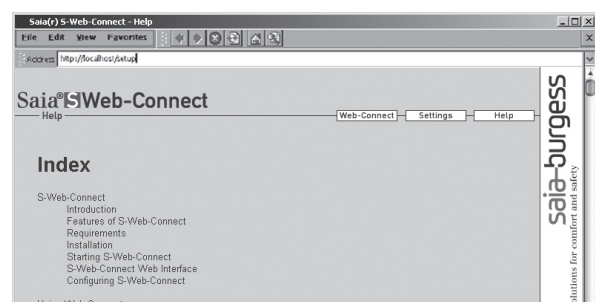 Saia(r) S-Web-Connect - Help
File Edit View Favorites
Address http://localhost/setup
Saia® SWeb-Connect
Help
Web-Connect Settings Help
Index
S-Web-Connect
Introduction
Features of S-Web-Connect
Requirements
Installation
Starting S-Web-Connect
S-Web-Connect Web Interface
Configuring S-Web-Connect
saia-burgess
for comfort and safety